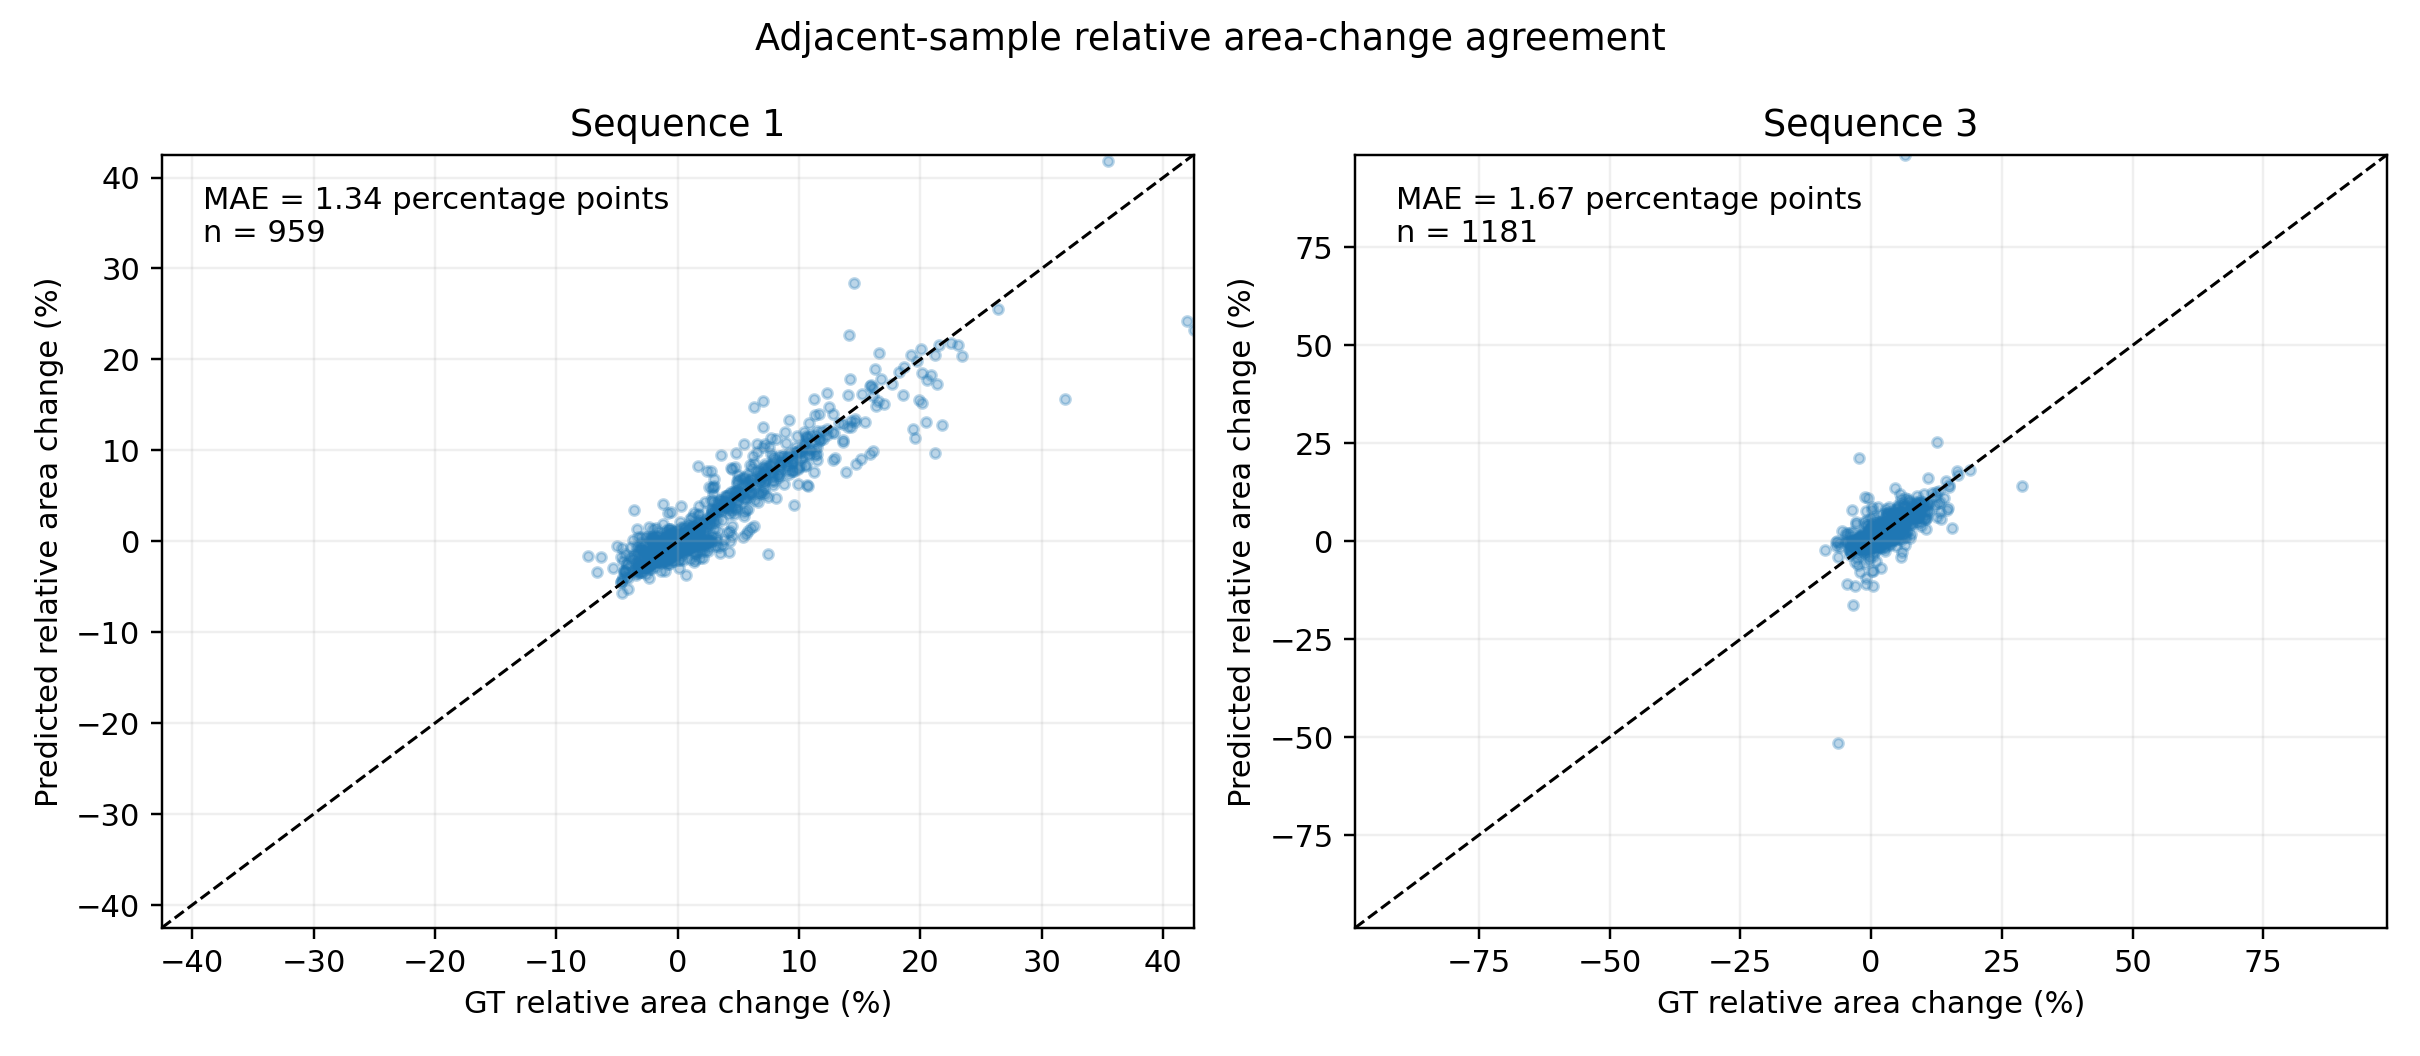 Adjacent-sample relative area-change agreement
Sequence 1
MAE = 1.34 percentage points
n = 959
40
30
20
10
0
−10
−20
−30
−40
Predicted relative area change (%)
−40 −30 −20 −10 0 10 20 30 40
GT relative area change (%)
Sequence 3
MAE = 1.67 percentage points
n = 1181
75
50
25
0
−25
−50
−75
Predicted relative area change (%)
−75 −50 −25 0 25 50 75
GT relative area change (%)